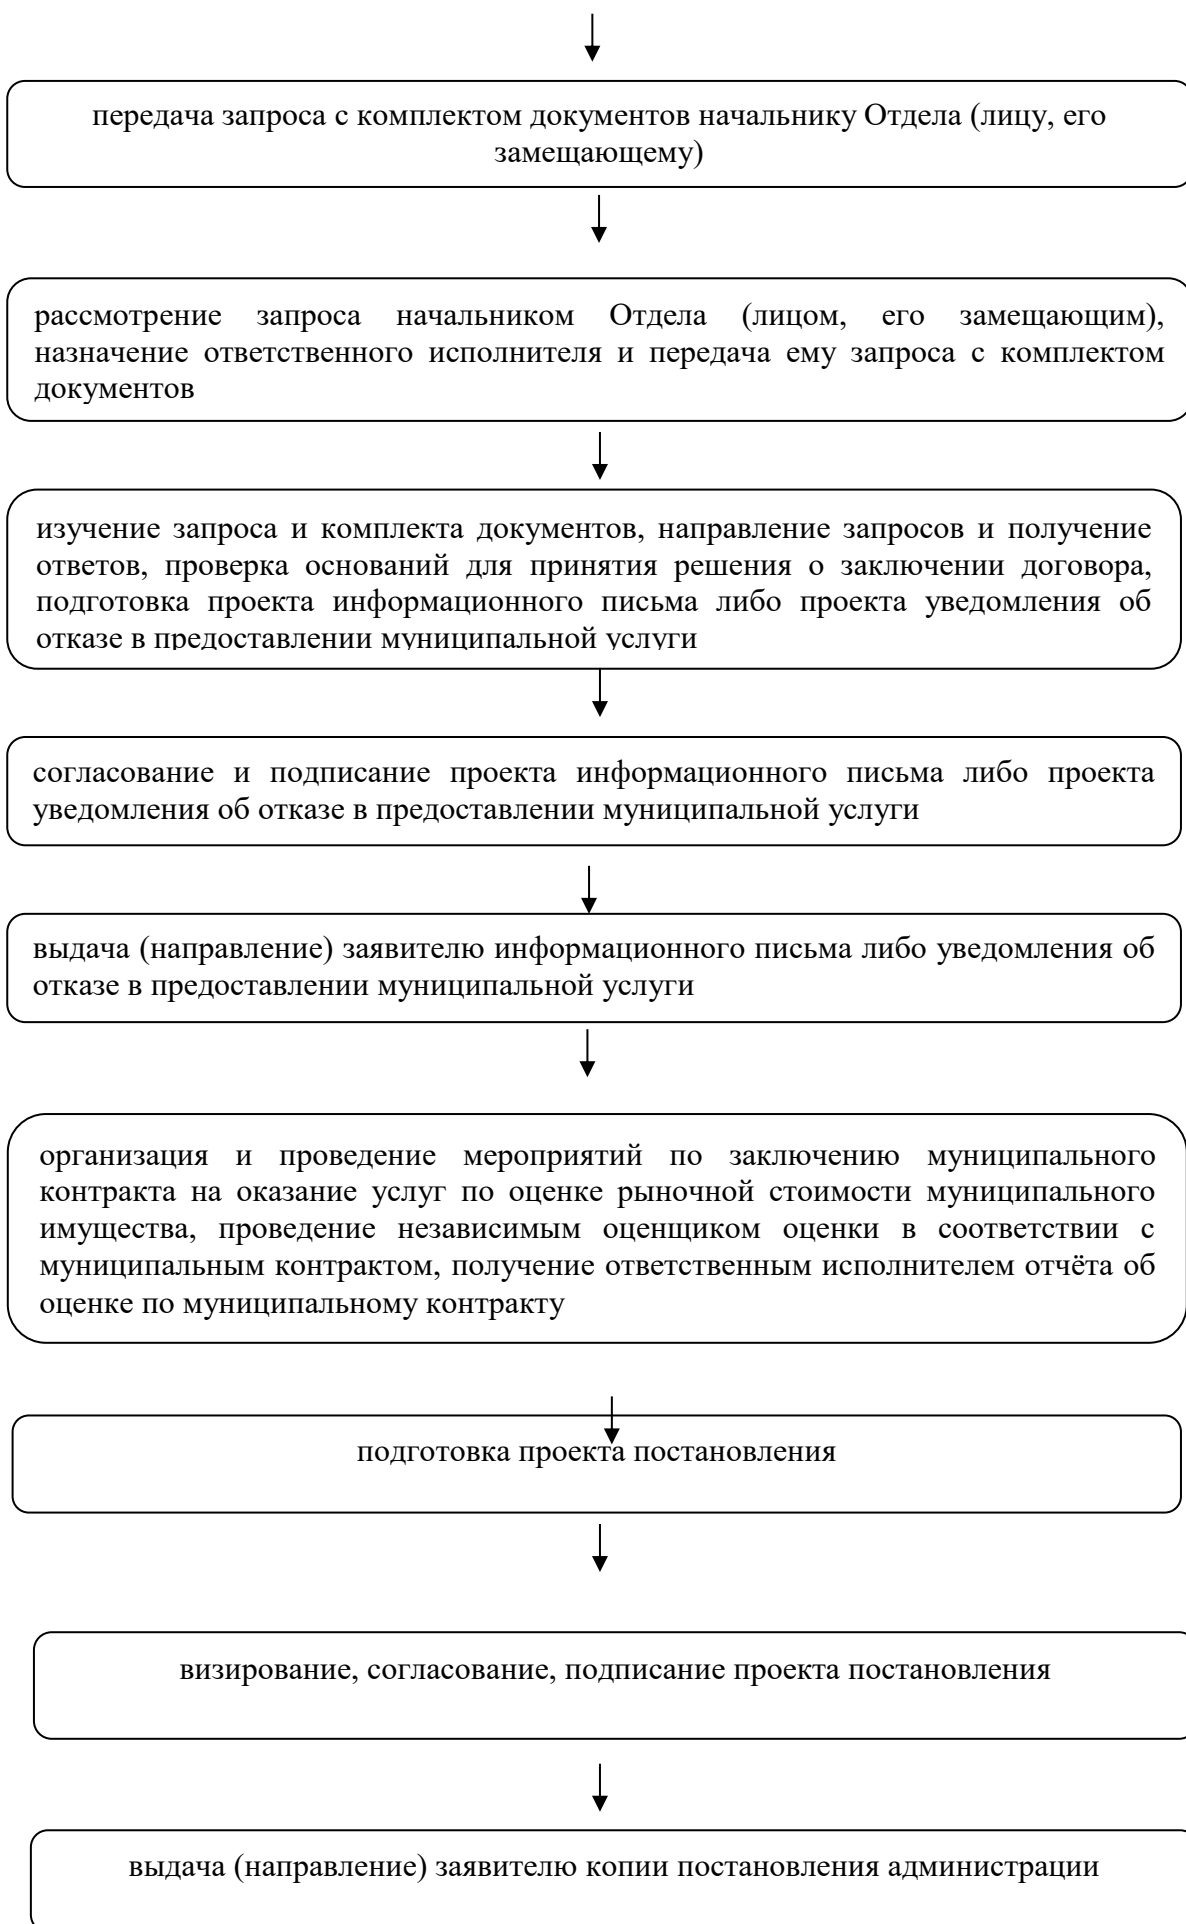 передача запроса с комплектом документов начальнику Отдела (лицу, его
замещающему)
рассмотрение запроса начальником Отдела (лицом, его замещающим),
назначение ответственного исполнителя и передача ему запроса с комплектом
документов
изучение запроса и комплекта документов, направление запросов и получение
ответов, проверка оснований для принятия решения о заключении договора,
подготовка проекта информационного письма либо проекта уведомления об
отказе в предоставлении муниципальной услуги
согласование и подписание проекта информационного письма либо проекта
уведомления об отказе в предоставлении муниципальной услуги
выдача (направление) заявителю информационного письма либо уведомления об
отказе в предоставлении муниципальной услуги
организация и проведение мероприятий по заключению муниципального
контракта на оказание услуг по оценке рыночной стоимости муниципального
имущества, проведение независимым оценщиком оценки в соответствии с
муниципальным контрактом, получение ответственным исполнителем отчёта об
оценке по муниципальному контракту
подготовка проекта постановления
визирование, согласование, подписание проекта постановления
выдача (направление) заявителю копии постановления администрации